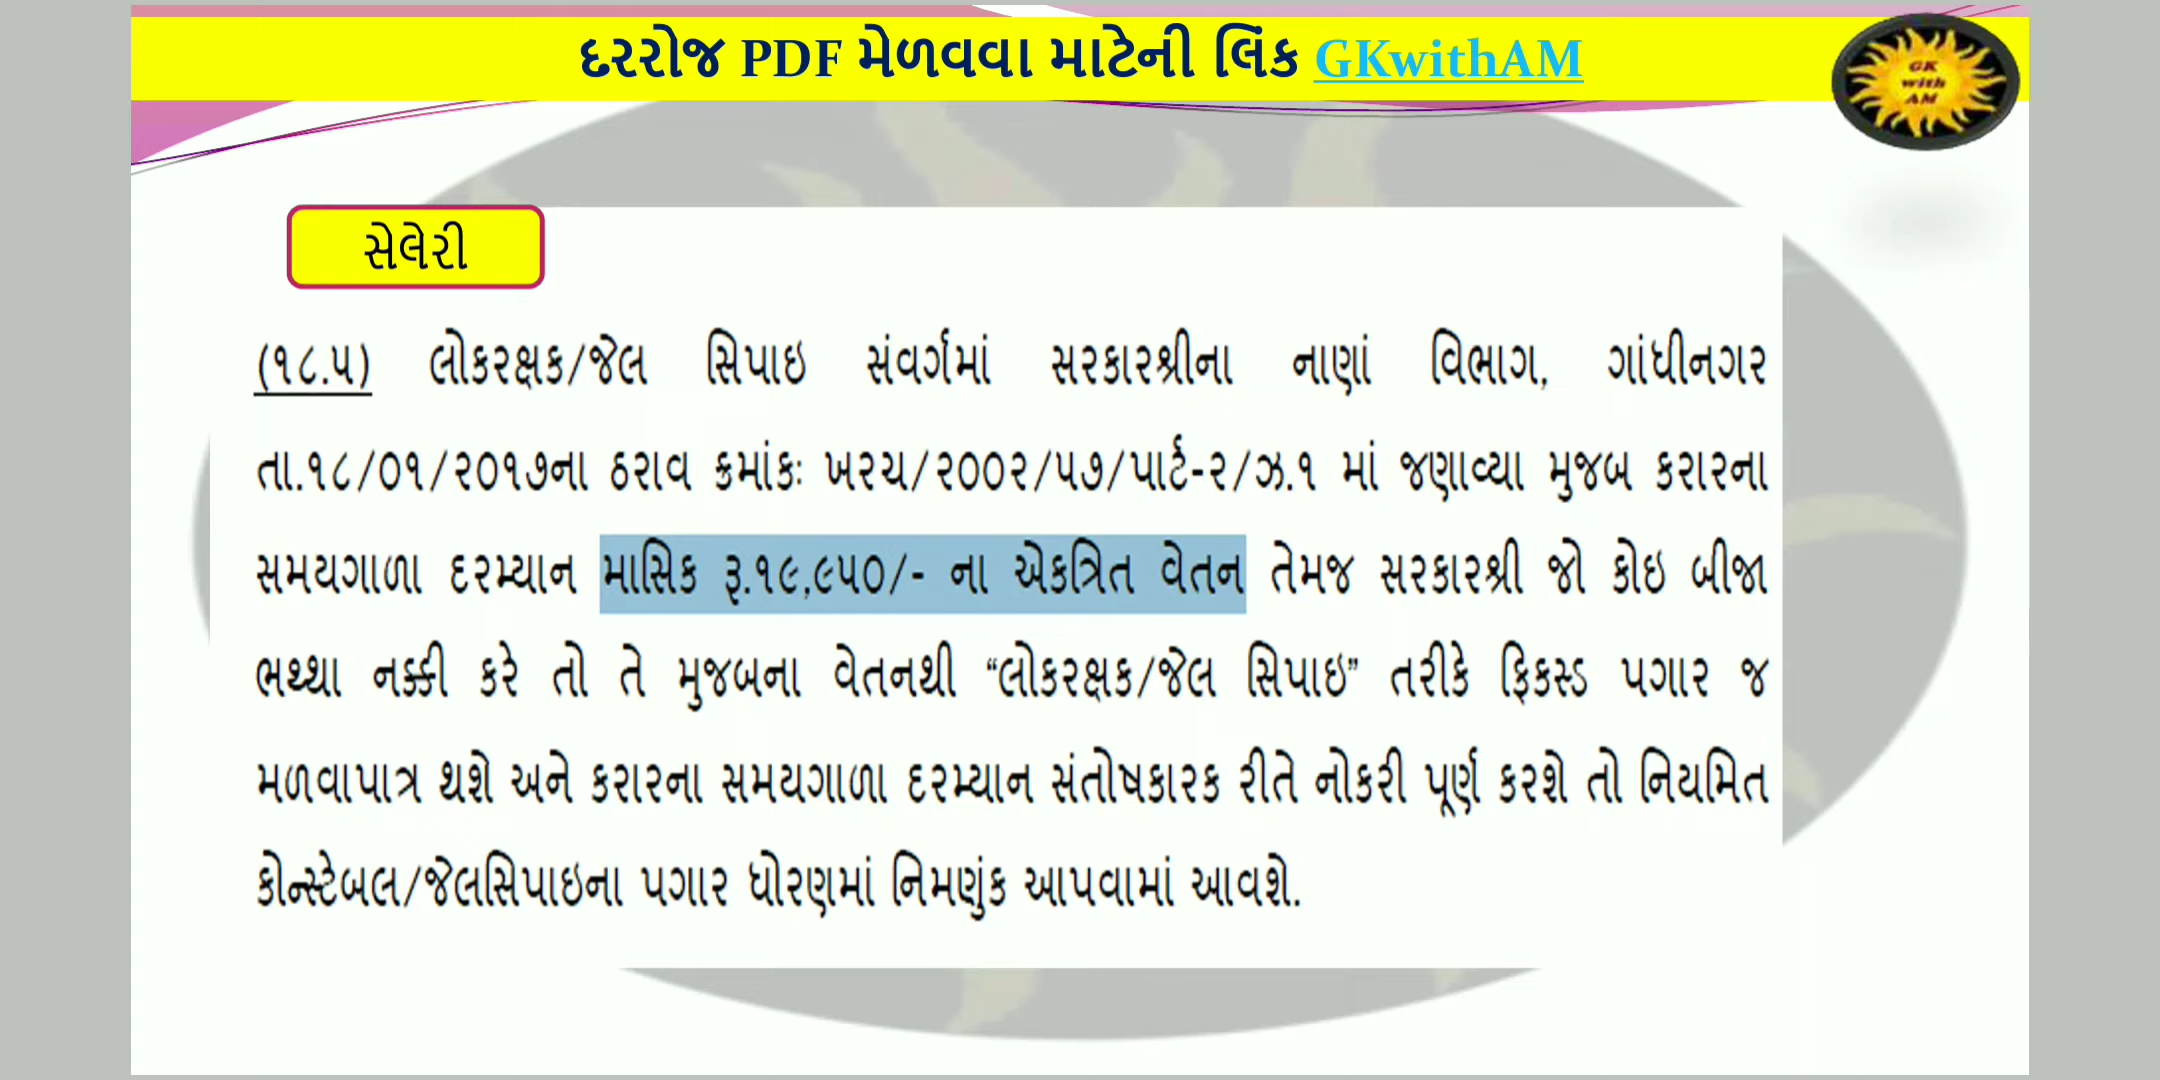 દરરોજ PDF મેળવવા માટેની લિંક GKwithAM
GK
with
AM
સેલેરી
(૧૮.૫) લોકરક્ષક/જેલ સિપાઇ સંવર્ગમાં સરકારશ્રીના નાણાં વિભાગ, ગાંધીનગર
તા.૧૮/૦૧/૨૦૧૭ના ઠરાવ ક્રમાંકઃ ખરચ/૨૦૦૨/૫૭/પાર્ટ-૨/ઝ.૧ માં જણાવ્યા મુજબ કરારના
સમયગાળા દરમ્યાન માસિક રૂ.૧૯,૯૫૦/- ના એકત્રિત વેતન તેમજ સરકારશ્રી જો કોઇ બીજા
ભથ્થા નક્કી કરે તો તે મુજબના વેતનથી “લોકરક્ષક/જેલ સિપાઇ” તરીકે ફિકસ્ડ પગાર જ
મળવાપાત્ર થશે અને કરારના સમયગાળા દરમ્યાન સંતોષકારક રીતે નોકરી પૂર્ણ કરશે તો નિયમિત
કોન્સ્ટેબલ/જેલસિપાઇના પગાર ધોરણમાં નિમણુંક આપવામાં આવશે.